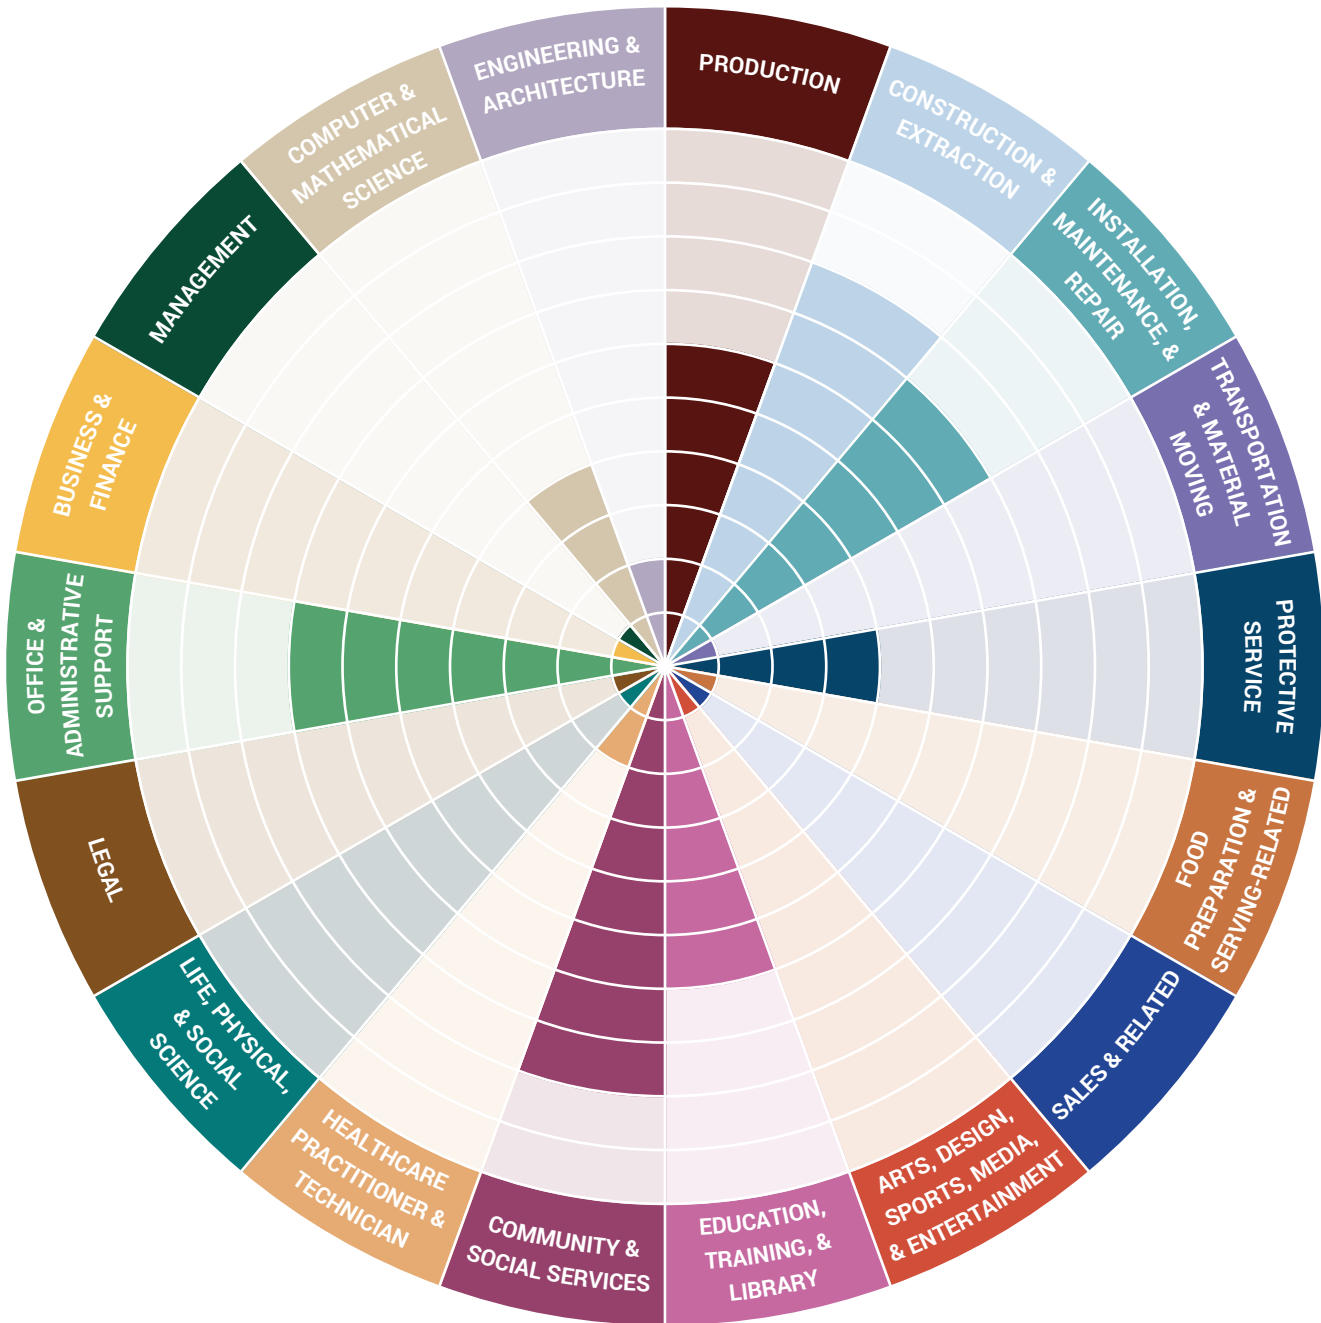 PRODUCTION
CONSTRUCTION &
EXTRACTION
INSTALLATION,
MAINTENANCE, &
REPAIR
TRANSPORTATION
& MATERIAL
MOVING
PROTECTIVE
SERVICE
FOOD
PREPARATION &
SERVING-RELATED
SALES & RELATED
ARTS, DESIGN,
SPORTS, MEDIA,
& ENTERTAINMENT
EDUCATION,
TRAINING, &
LIBRARY
COMMUNITY &
SOCIAL SERVICES
HEALTHCARE
PRACTITIONER &
TECHNICIAN
LIFE, PHYSICAL,
& SOCIAL
SCIENCE
LEGAL
OFFICE &
ADMINISTRATIVE
SUPPORT
BUSINESS &
FINANCE
MANAGEMENT
COMPUTER &
MATHEMATICAL
SCIENCE
ENGINEERING &
ARCHITECTURE